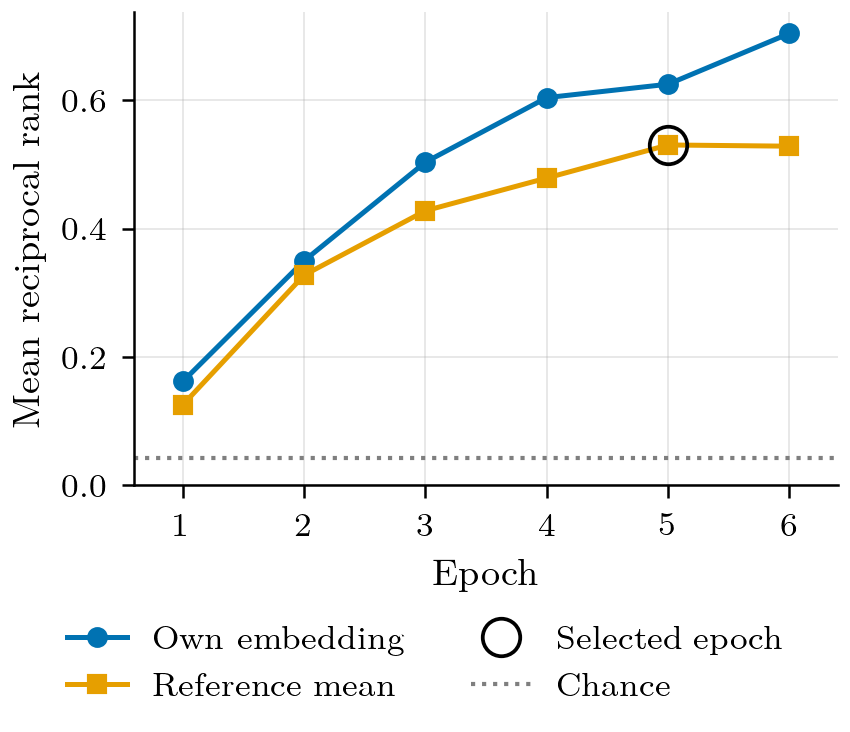 Mean reciprocal rank
0.6
0.4
0.2
0.0
1 2 3 4 5 6
Epoch
Own embedding
Reference mean
Selected epoch
Chance